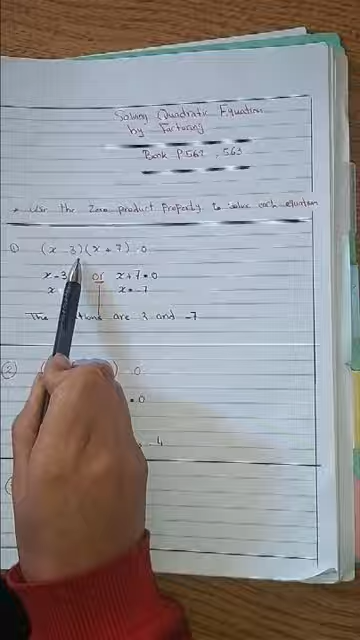 Solving Quadratic Equation
by Factoring
Book P. 562, 563
* Use the Zero product property to solve each equation
① (x - 3)(x + 7) = 0
x - 3 or x + 7 = 0
x x = -7
The are 3 and -7
② ( ) = 0
= 0
-4